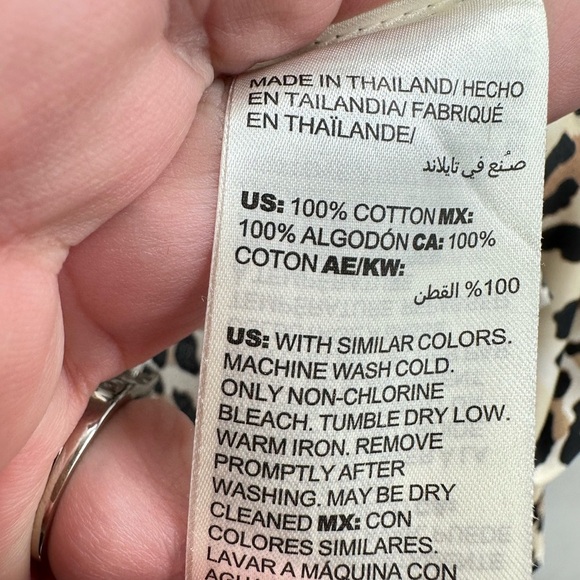 MADE IN THAILAND/ HECHO
EN TAILANDIA/ FABRIQUÉ
EN THAÏLANDE/
صُنع في تايلاند
US: 100% COTTON MX:
100% ALGODÓN CA: 100%
COTON AE/KW:
100% القطن
US: WITH SIMILAR COLORS.
MACHINE WASH COLD.
ONLY NON-CHLORINE
BLEACH. TUMBLE DRY LOW.
WARM IRON. REMOVE
PROMPTLY AFTER
WASHING. MAY BE DRY
CLEANED MX: CON
COLORES SIMILARES.
LAVAR A MÁQUINA CON